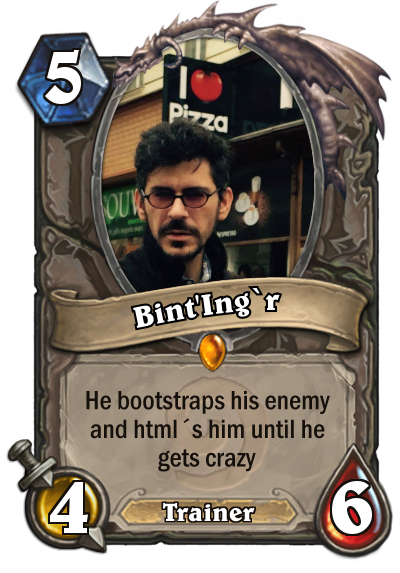 5
I
Pizza
Bint'Ing`r
He bootstraps his enemy
and html ´s him until he
gets crazy
4
Trainer
6